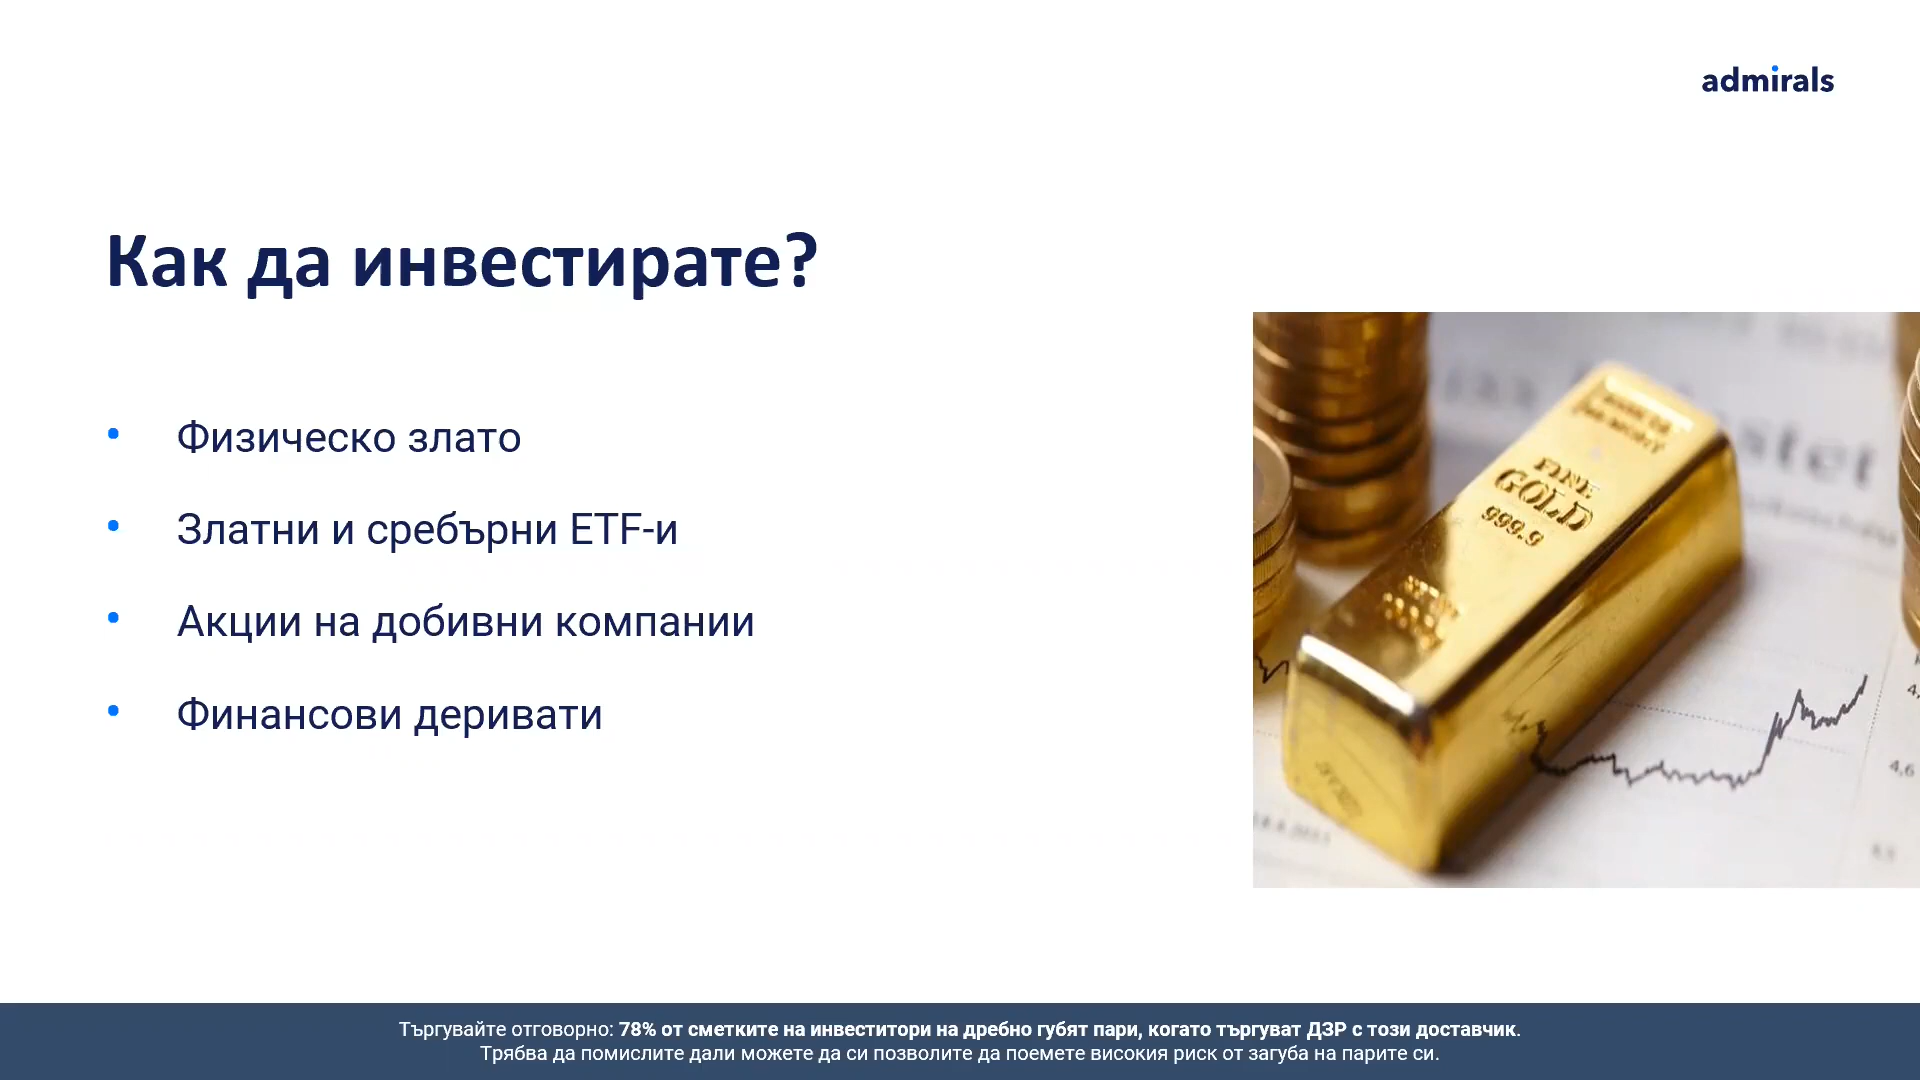 admirals
Как да инвестирате?
• Физическо злато
• Златни и сребърни ETF-и
• Акции на добивни компании
• Финансови деривати
FINE
GOLD
999.9
Търгувайте отговорно: 78% от сметките на инвеститори на дребно губят пари, когато търгуват ДЗР с този доставчик.
Трябва да помислите дали можете да си позволите да поемете високия риск от загуба на парите си.